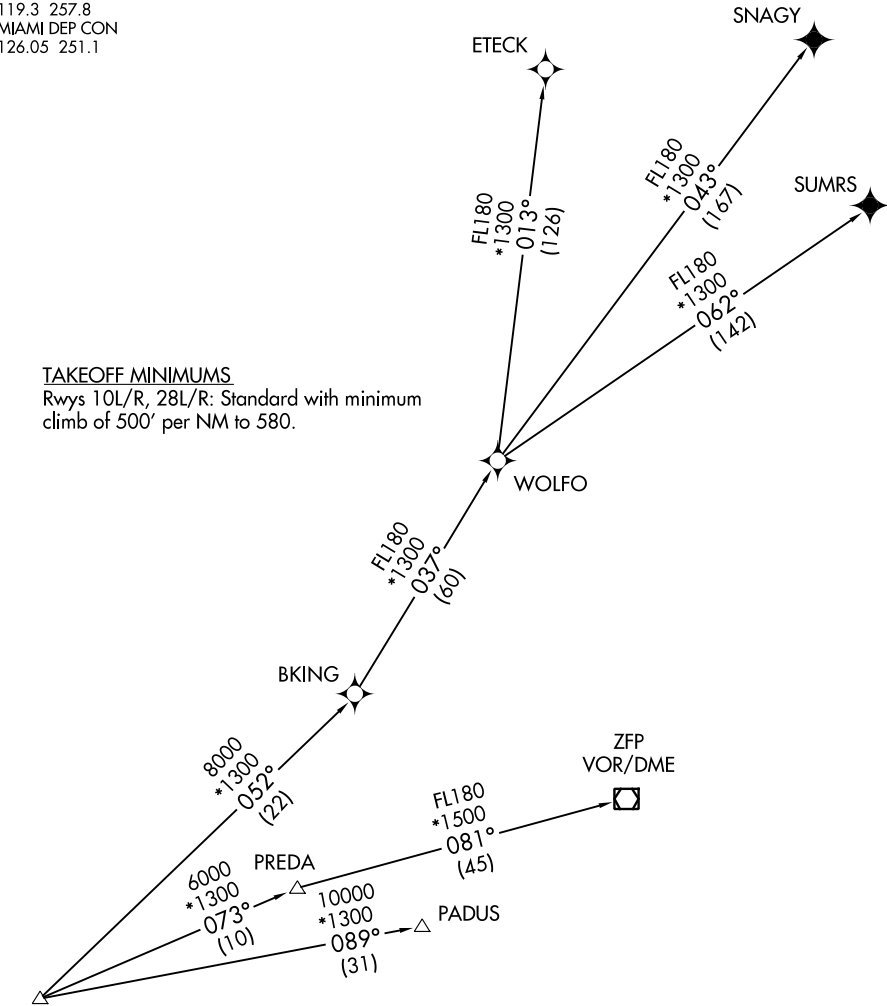 119.3 257.8
MIAMI DEP CON
126.05 251.1
SNAGY
ETECK
FL180
*1300
043°
(167)
SUMRS
FL180
*1300
013°
(126)
FL180
*1300
062°
(142)
TAKEOFF MINIMUMS
Rwys 10L/R, 28L/R: Standard with minimum
climb of 500' per NM to 580.
WOLFO
FL180
*1300
037°
(60)
BKING
ZFP
VOR/DME
8000
*1300
052°
(22)
FL180
*1500
081°
(45)
PREDA
6000
*1300
073°
(10)
10000
*1300
089°
(31)
PADUS